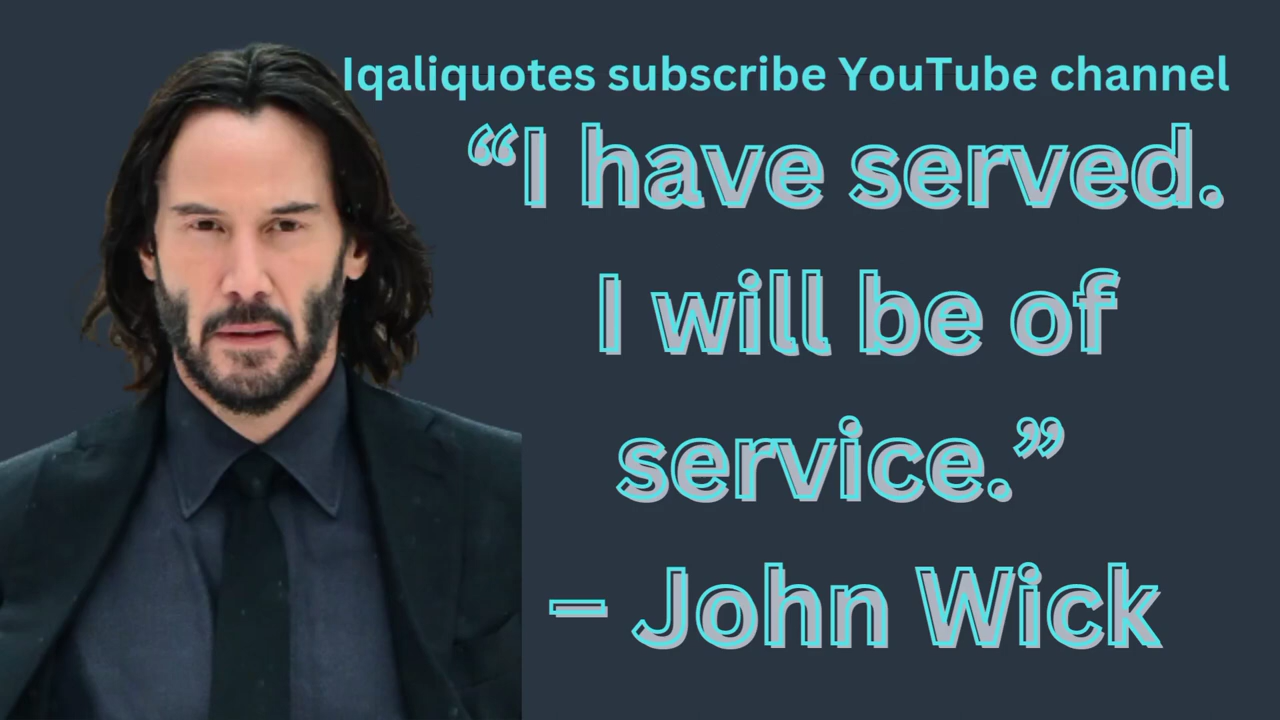 Iqaliquotes subscribe YouTube channel
“I have served.
I will be of
service.”
– John Wick